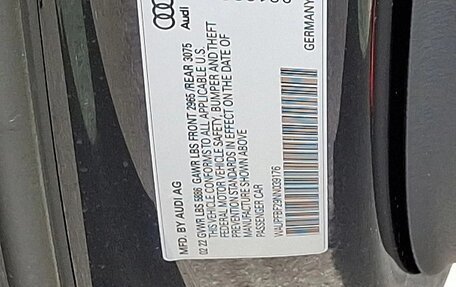 MFD. BY AUDI AG
02 22 GVWR LBS 5886 GAWR LBS FRONT 2965 /REAR 3075
THIS VEHICLE CONFORMS TO ALL APPLICABLE U.S.
FEDERAL MOTOR VEHICLE SAFETY, BUMPER AND THEFT
PREVENTION STANDARDS IN EFFECT ON THE DATE OF
MANUFACTURE SHOWN ABOVE
PASSENGER CAR
Audi
GERMANY